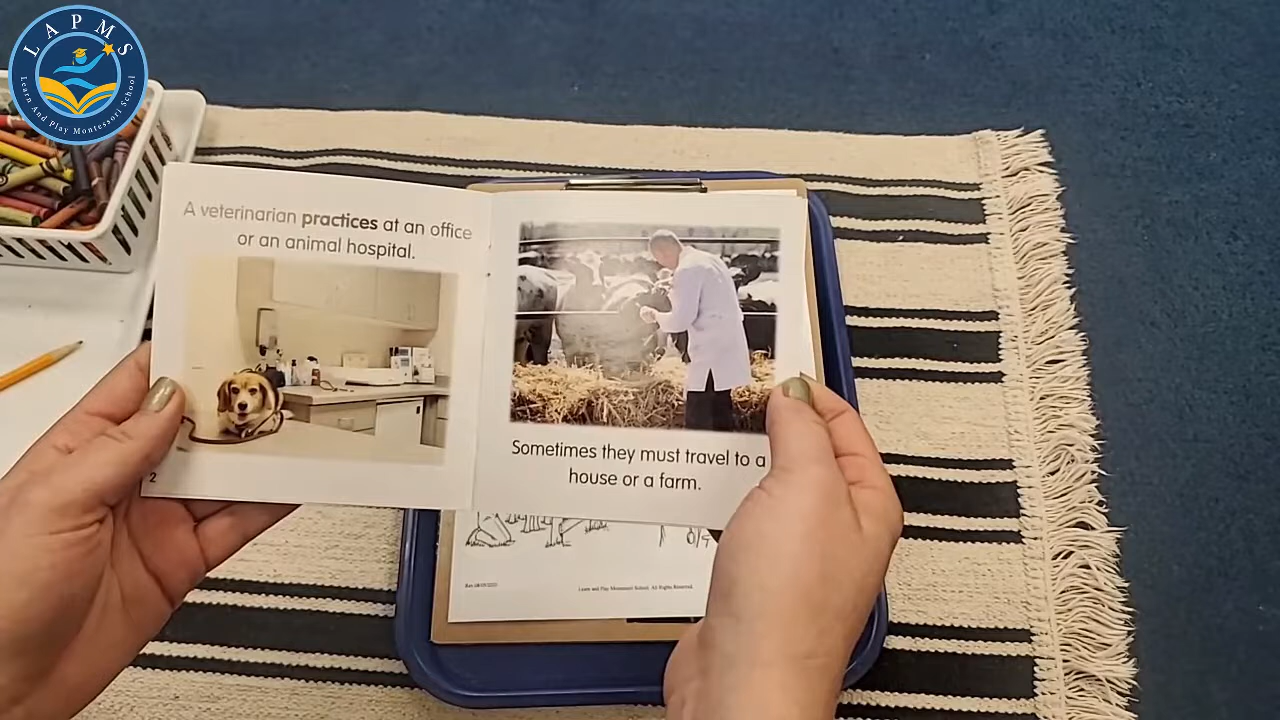 LAPMS
Learn And Play Montessori School
A veterinarian practices at an office
or an animal hospital.
2
Sometimes they must travel to a
house or a farm.
Learn and Play Montessori School. All Rights Reserved.